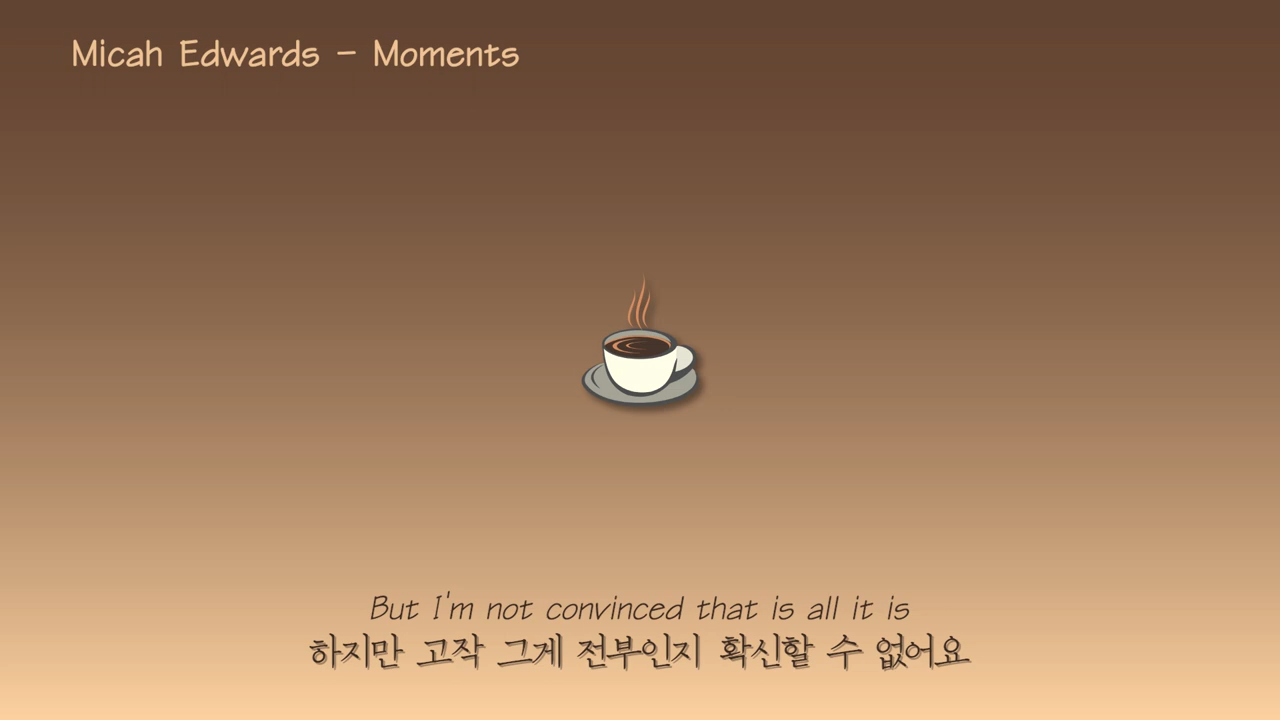 Micah Edwards - Moments
But I'm not convinced that is all it is
하지만 고작 그게 전부인지 확신할 수 없어요